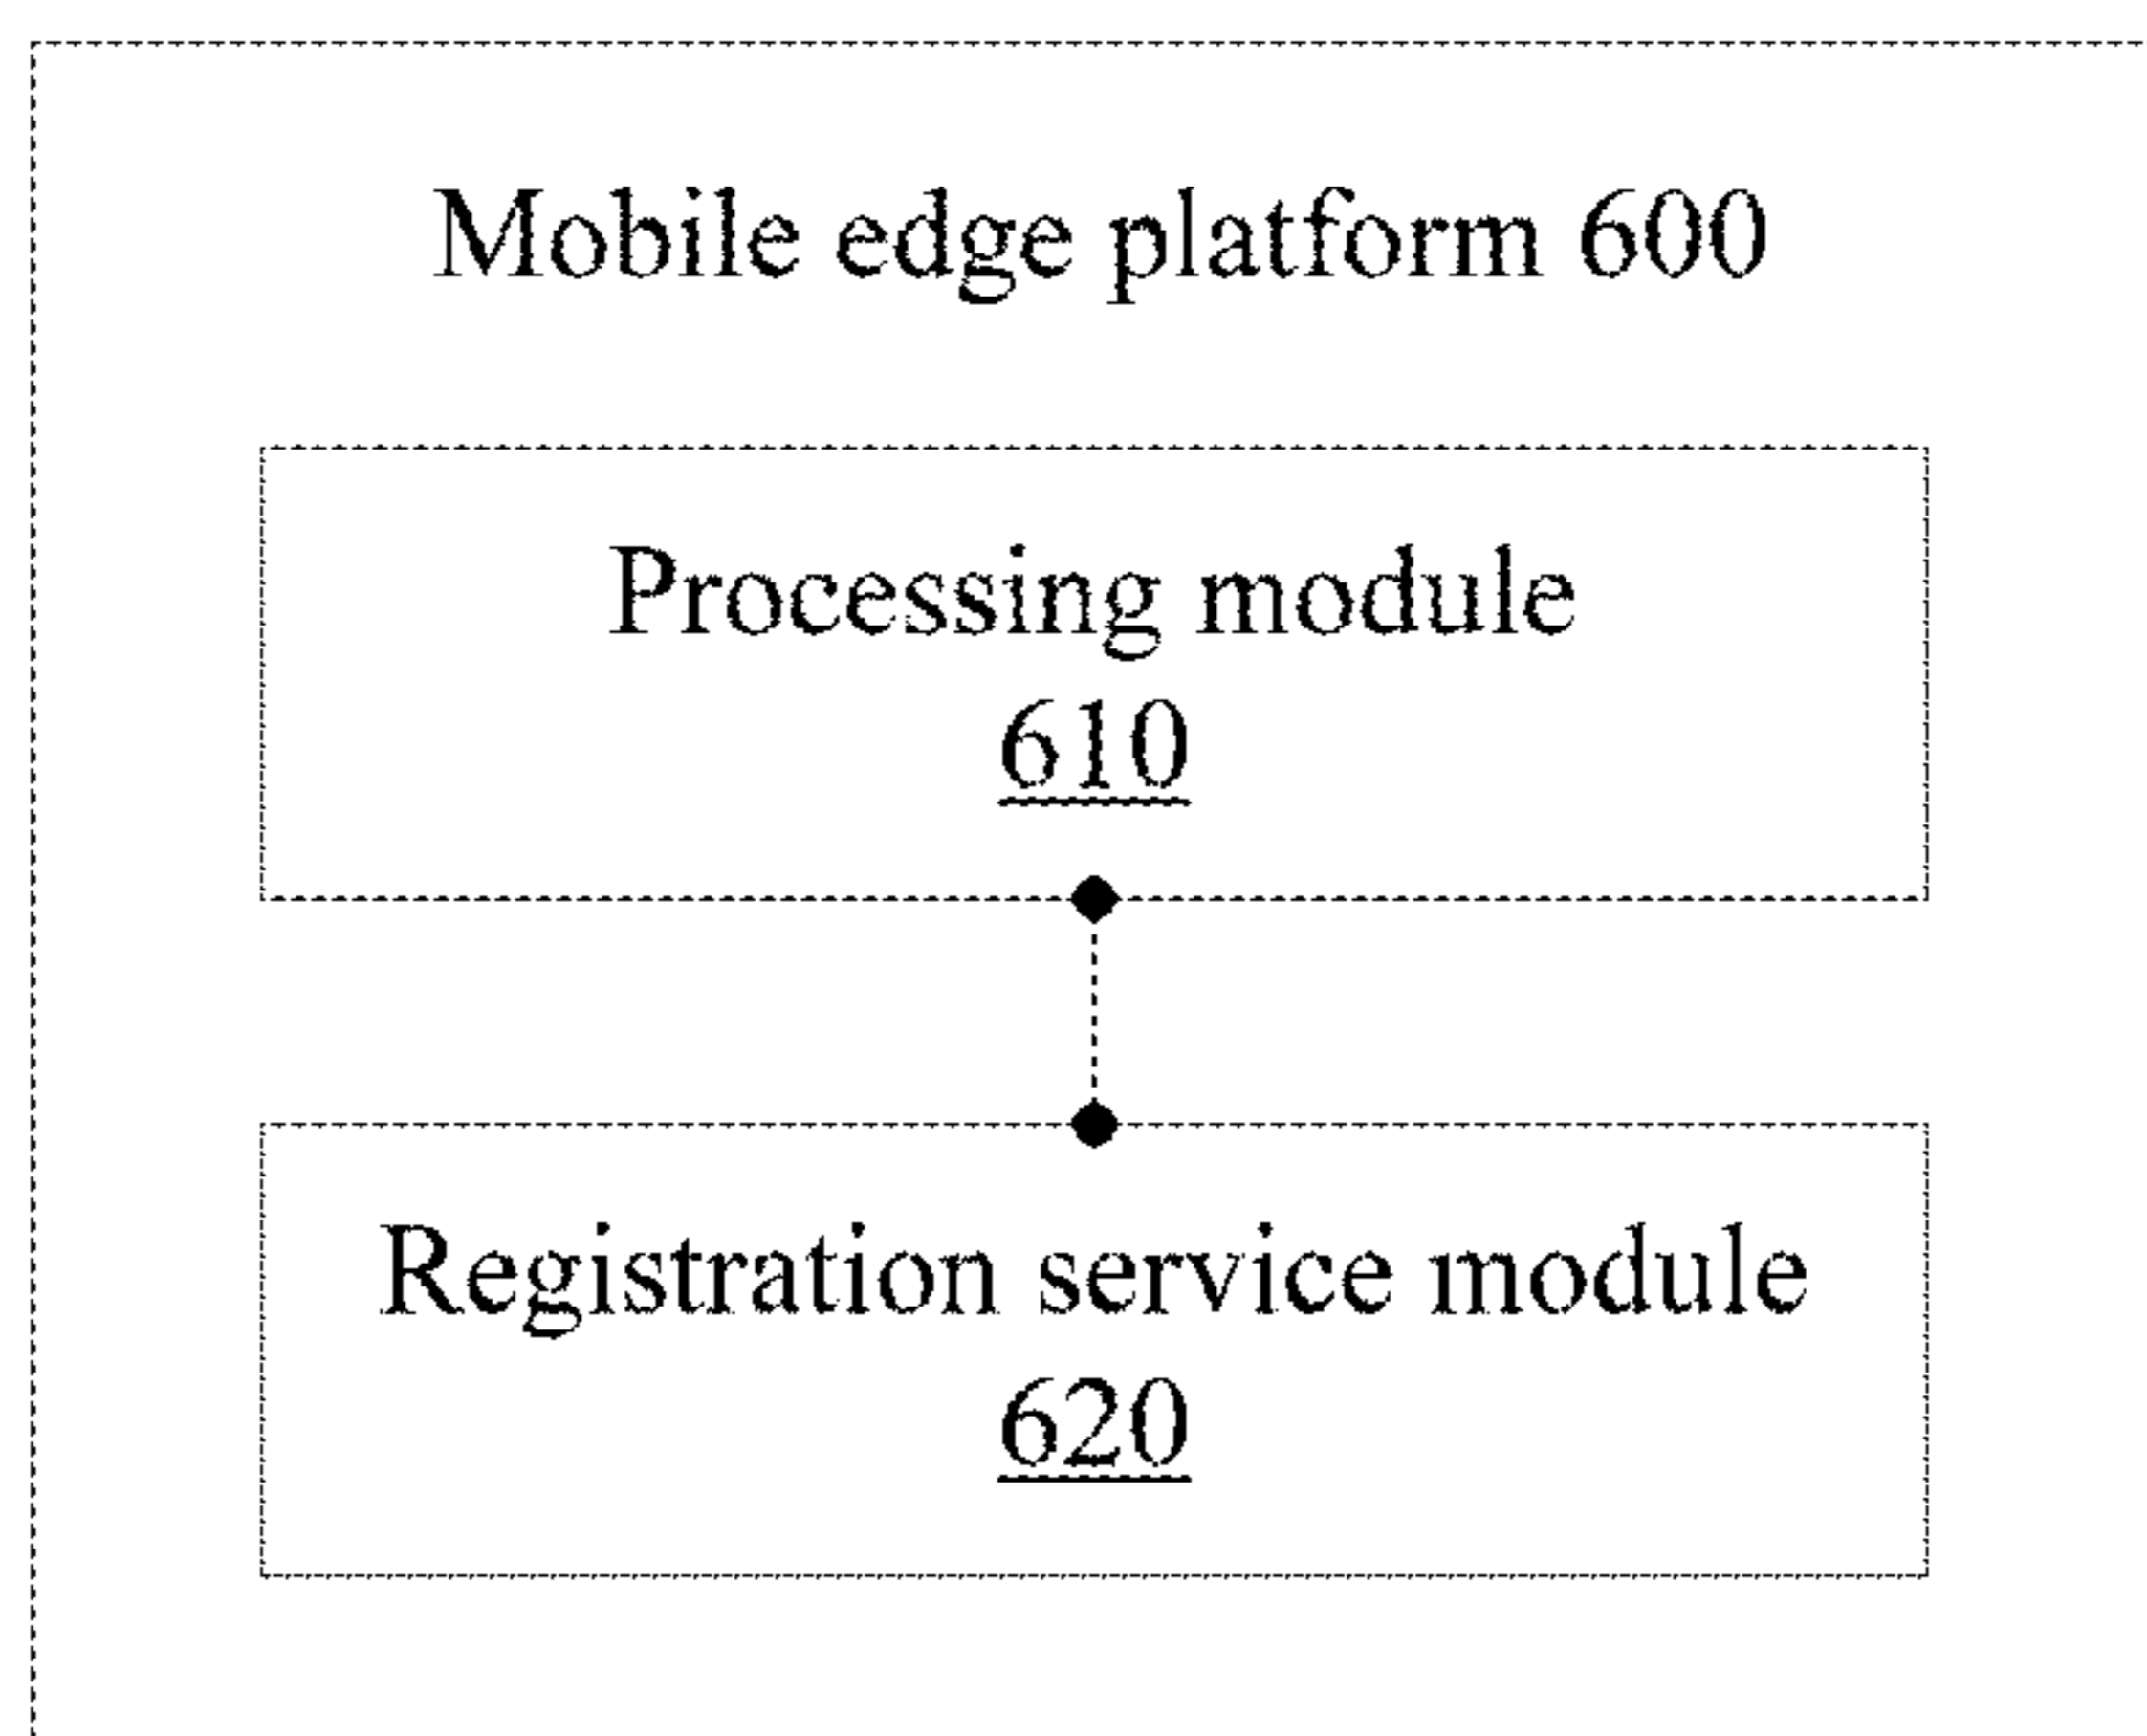 Mobile edge platform 600
Processing module
610
Registration service module
620